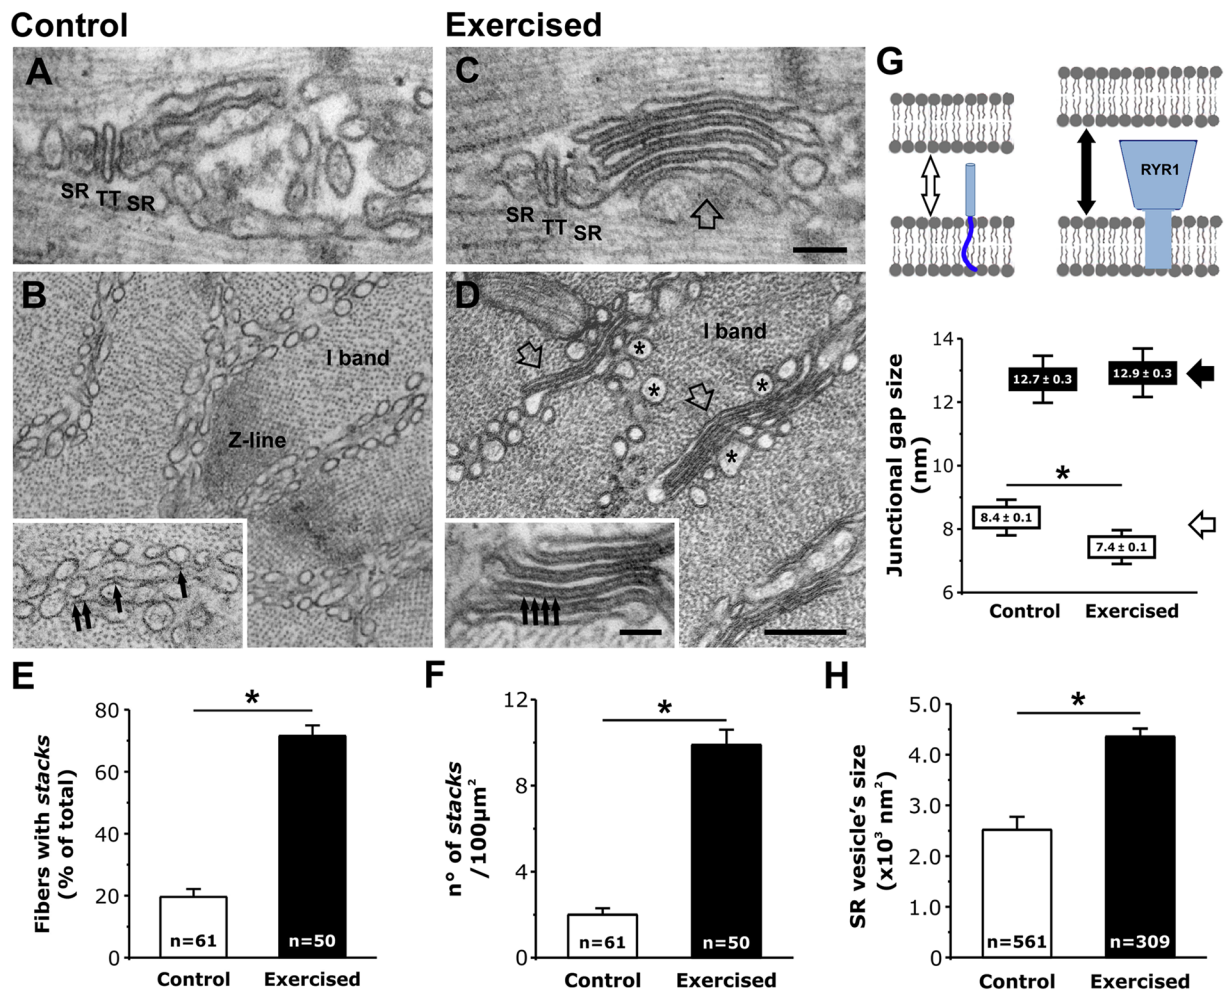 Control
Exercised
A
SR TT SR
C
SR TT SR
G
RYR1
B
I band
Z-line
D
I band
*
*
*
*
Junctional gap size
(nm)
14
12
10
8
6
12.7 ± 0.3
12.9 ± 0.3
*
8.4 ± 0.1
7.4 ± 0.1
Control Exercised
E
Fibers with stacks
(% of total)
80
60
40
20
0
*
n=61
n=50
Control Exercised
F
n° of stacks
/100µm²
12
8
4
0
*
n=61
n=50
Control Exercised
H
SR vesicle's size
(x10³ nm²)
5.0
4.0
3.0
2.0
1.0
0
*
n=561
n=309
Control Exercised